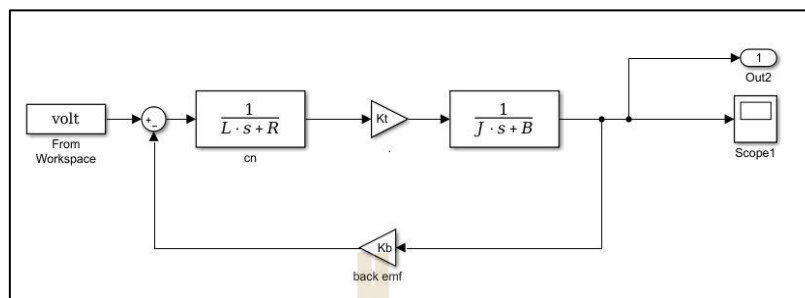 1
Out2
volt
From
Workspace
+
−
1
L · s + R
cn
Kt
1
J · s + B
Scope1
Kb
back emf